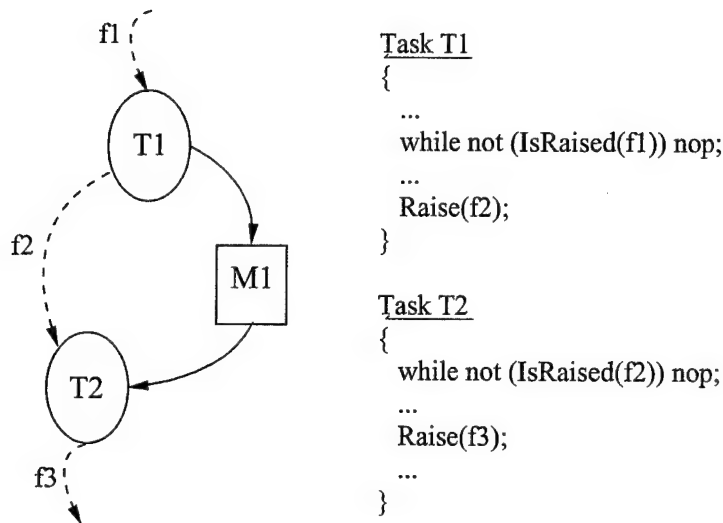 f1
T1
f2
M1
T2
f3
Task T1
{
...
while not (IsRaised(f1)) nop;
...
Raise(f2);
}
Task T2
{
while not (IsRaised(f2)) nop;
...
Raise(f3);
...
}